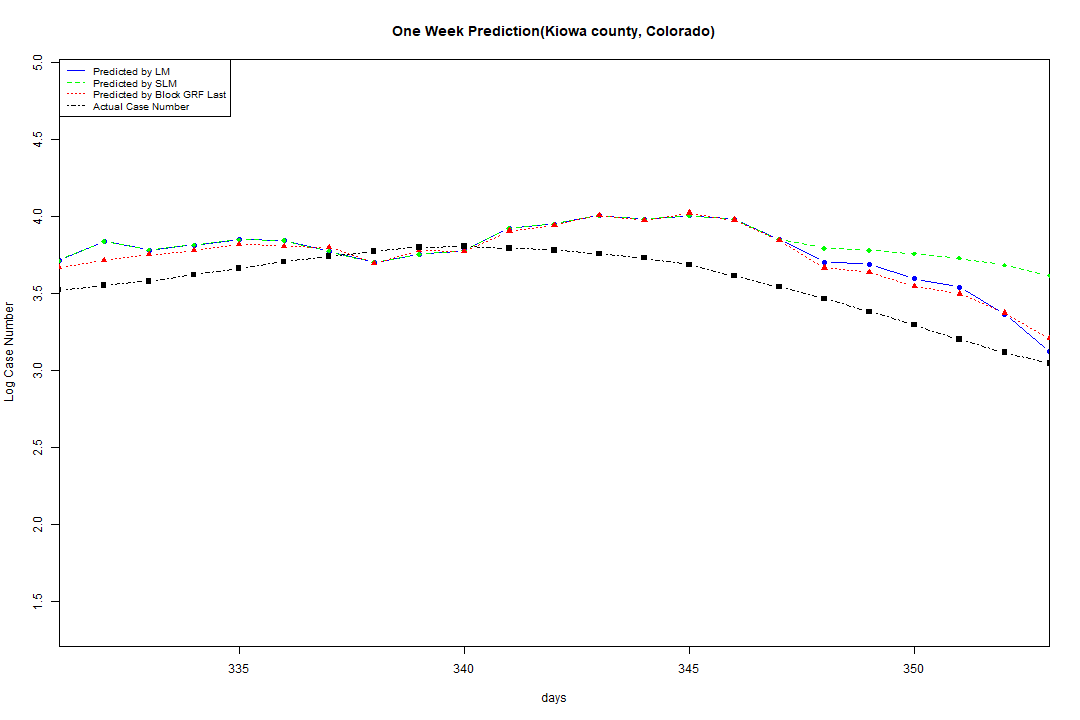 One Week Prediction(Kiowa county, Colorado)
Predicted by LM
Predicted by SLM
Predicted by Block GRF Last
Actual Case Number
5.0
4.5
4.0
3.5
3.0
2.5
2.0
1.5
Log Case Number
335 340 345 350
days